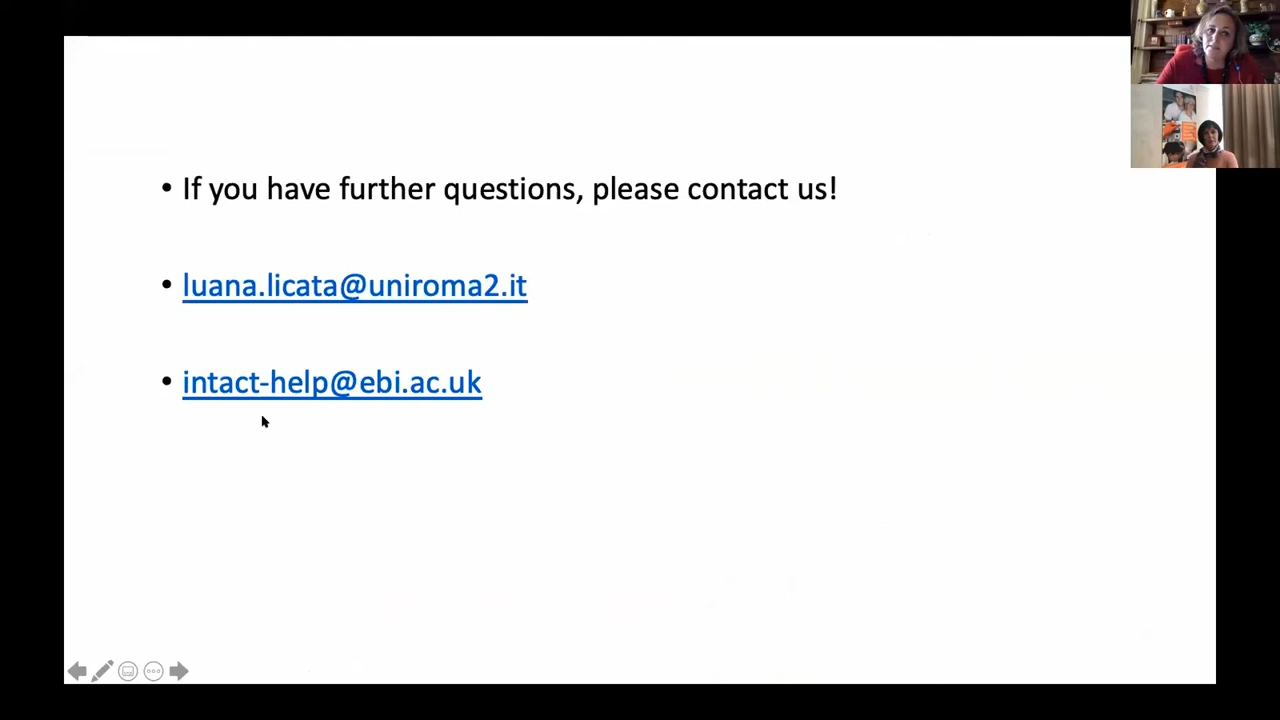 • If you have further questions, please contact us!
• luana.licata@uniroma2.it
• intact-help@ebi.ac.uk